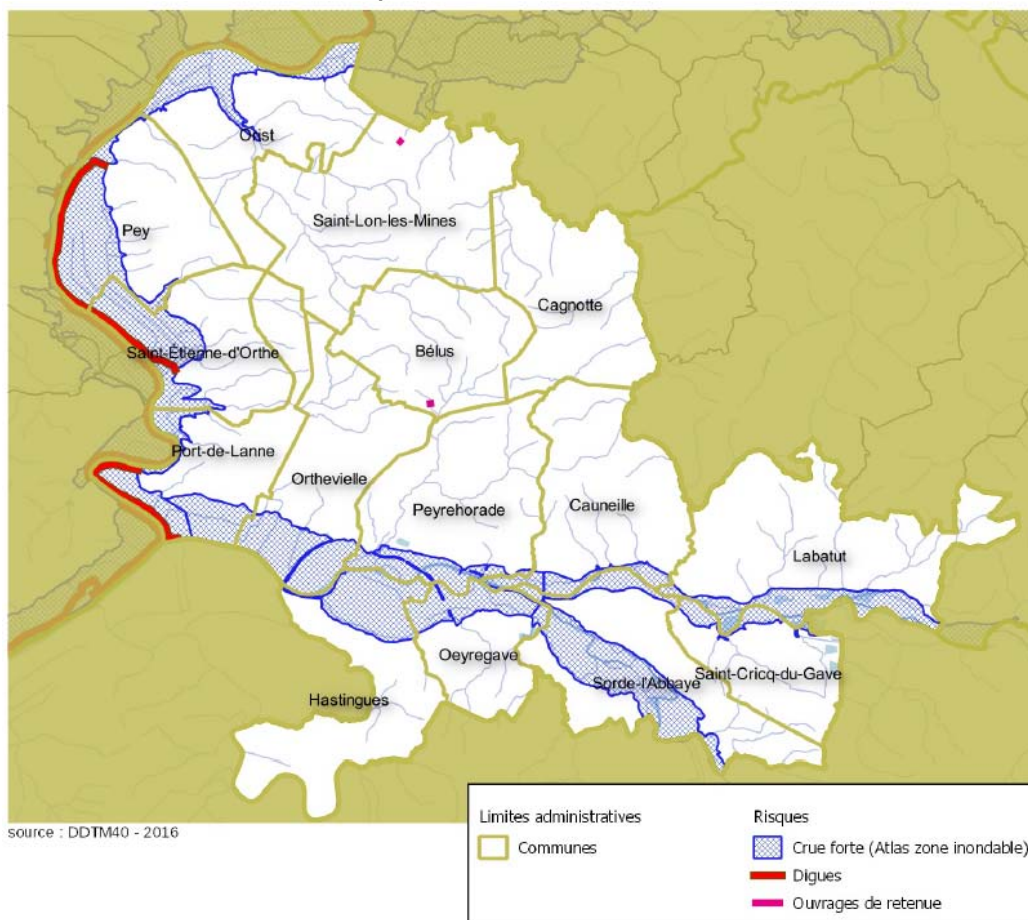 Orist
Saint-Lon-les-Mines
Pey
Cagnotte
Saint-Étienne-d'Orthe
Bélus
Port-de-Lanne
Orthevielle
Peyrehorade
Cauneille
Labatut
Oeyregave
Saint-Cricq-du-Gave
Sorde-l'Abbaye
Hastingues
source : DDTM40 - 2016
Limites administratives
Communes
Risques
Crue forte (Atlas zone inondable)
Digues
Ouvrages de retenue